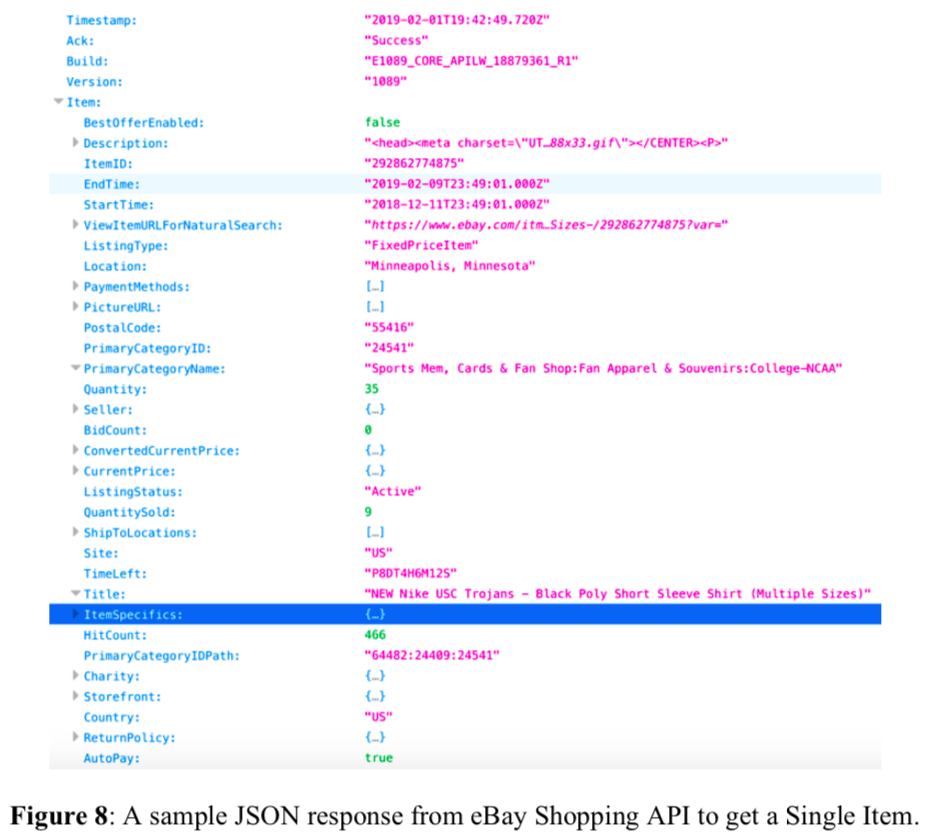 Timestamp: "2019-02-01T19:42:49.720Z"
Ack: "Success"
Build: "E1089_CORE_APILW_18879361_R1"
Version: "1089"
Item:
BestOfferEnabled: false
Description: "<head><meta charset=\"UT…88x33.gif\"></CENTER><P>"
ItemID: "292862774875"
EndTime: "2019-02-09T23:49:01.000Z"
StartTime: "2018-12-11T23:49:01.000Z"
ViewItemURLForNaturalSearch: "https://www.ebay.com/itm…Sizes-/292862774875?var="
ListingType: "FixedPriceItem"
Location: "Minneapolis, Minnesota"
PaymentMethods: […]
PictureURL: […]
PostalCode: "55416"
PrimaryCategoryID: "24541"
PrimaryCategoryName: "Sports Mem, Cards & Fan Shop:Fan Apparel & Souvenirs:College-NCAA"
Quantity: 35
Seller: {…}
BidCount: 0
ConvertedCurrentPrice: {…}
CurrentPrice: {…}
ListingStatus: "Active"
QuantitySold: 9
ShipToLocations: […]
Site: "US"
TimeLeft: "P8DT4H6M12S"
Title: "NEW Nike USC Trojans - Black Poly Short Sleeve Shirt (Multiple Sizes)"
ItemSpecifics: {…}
HitCount: 466
PrimaryCategoryIDPath: "64482:24409:24541"
Charity: {…}
Storefront: {…}
Country: "US"
ReturnPolicy: {…}
AutoPay: true
Figure 8: A sample JSON response from eBay Shopping API to get a Single Item.